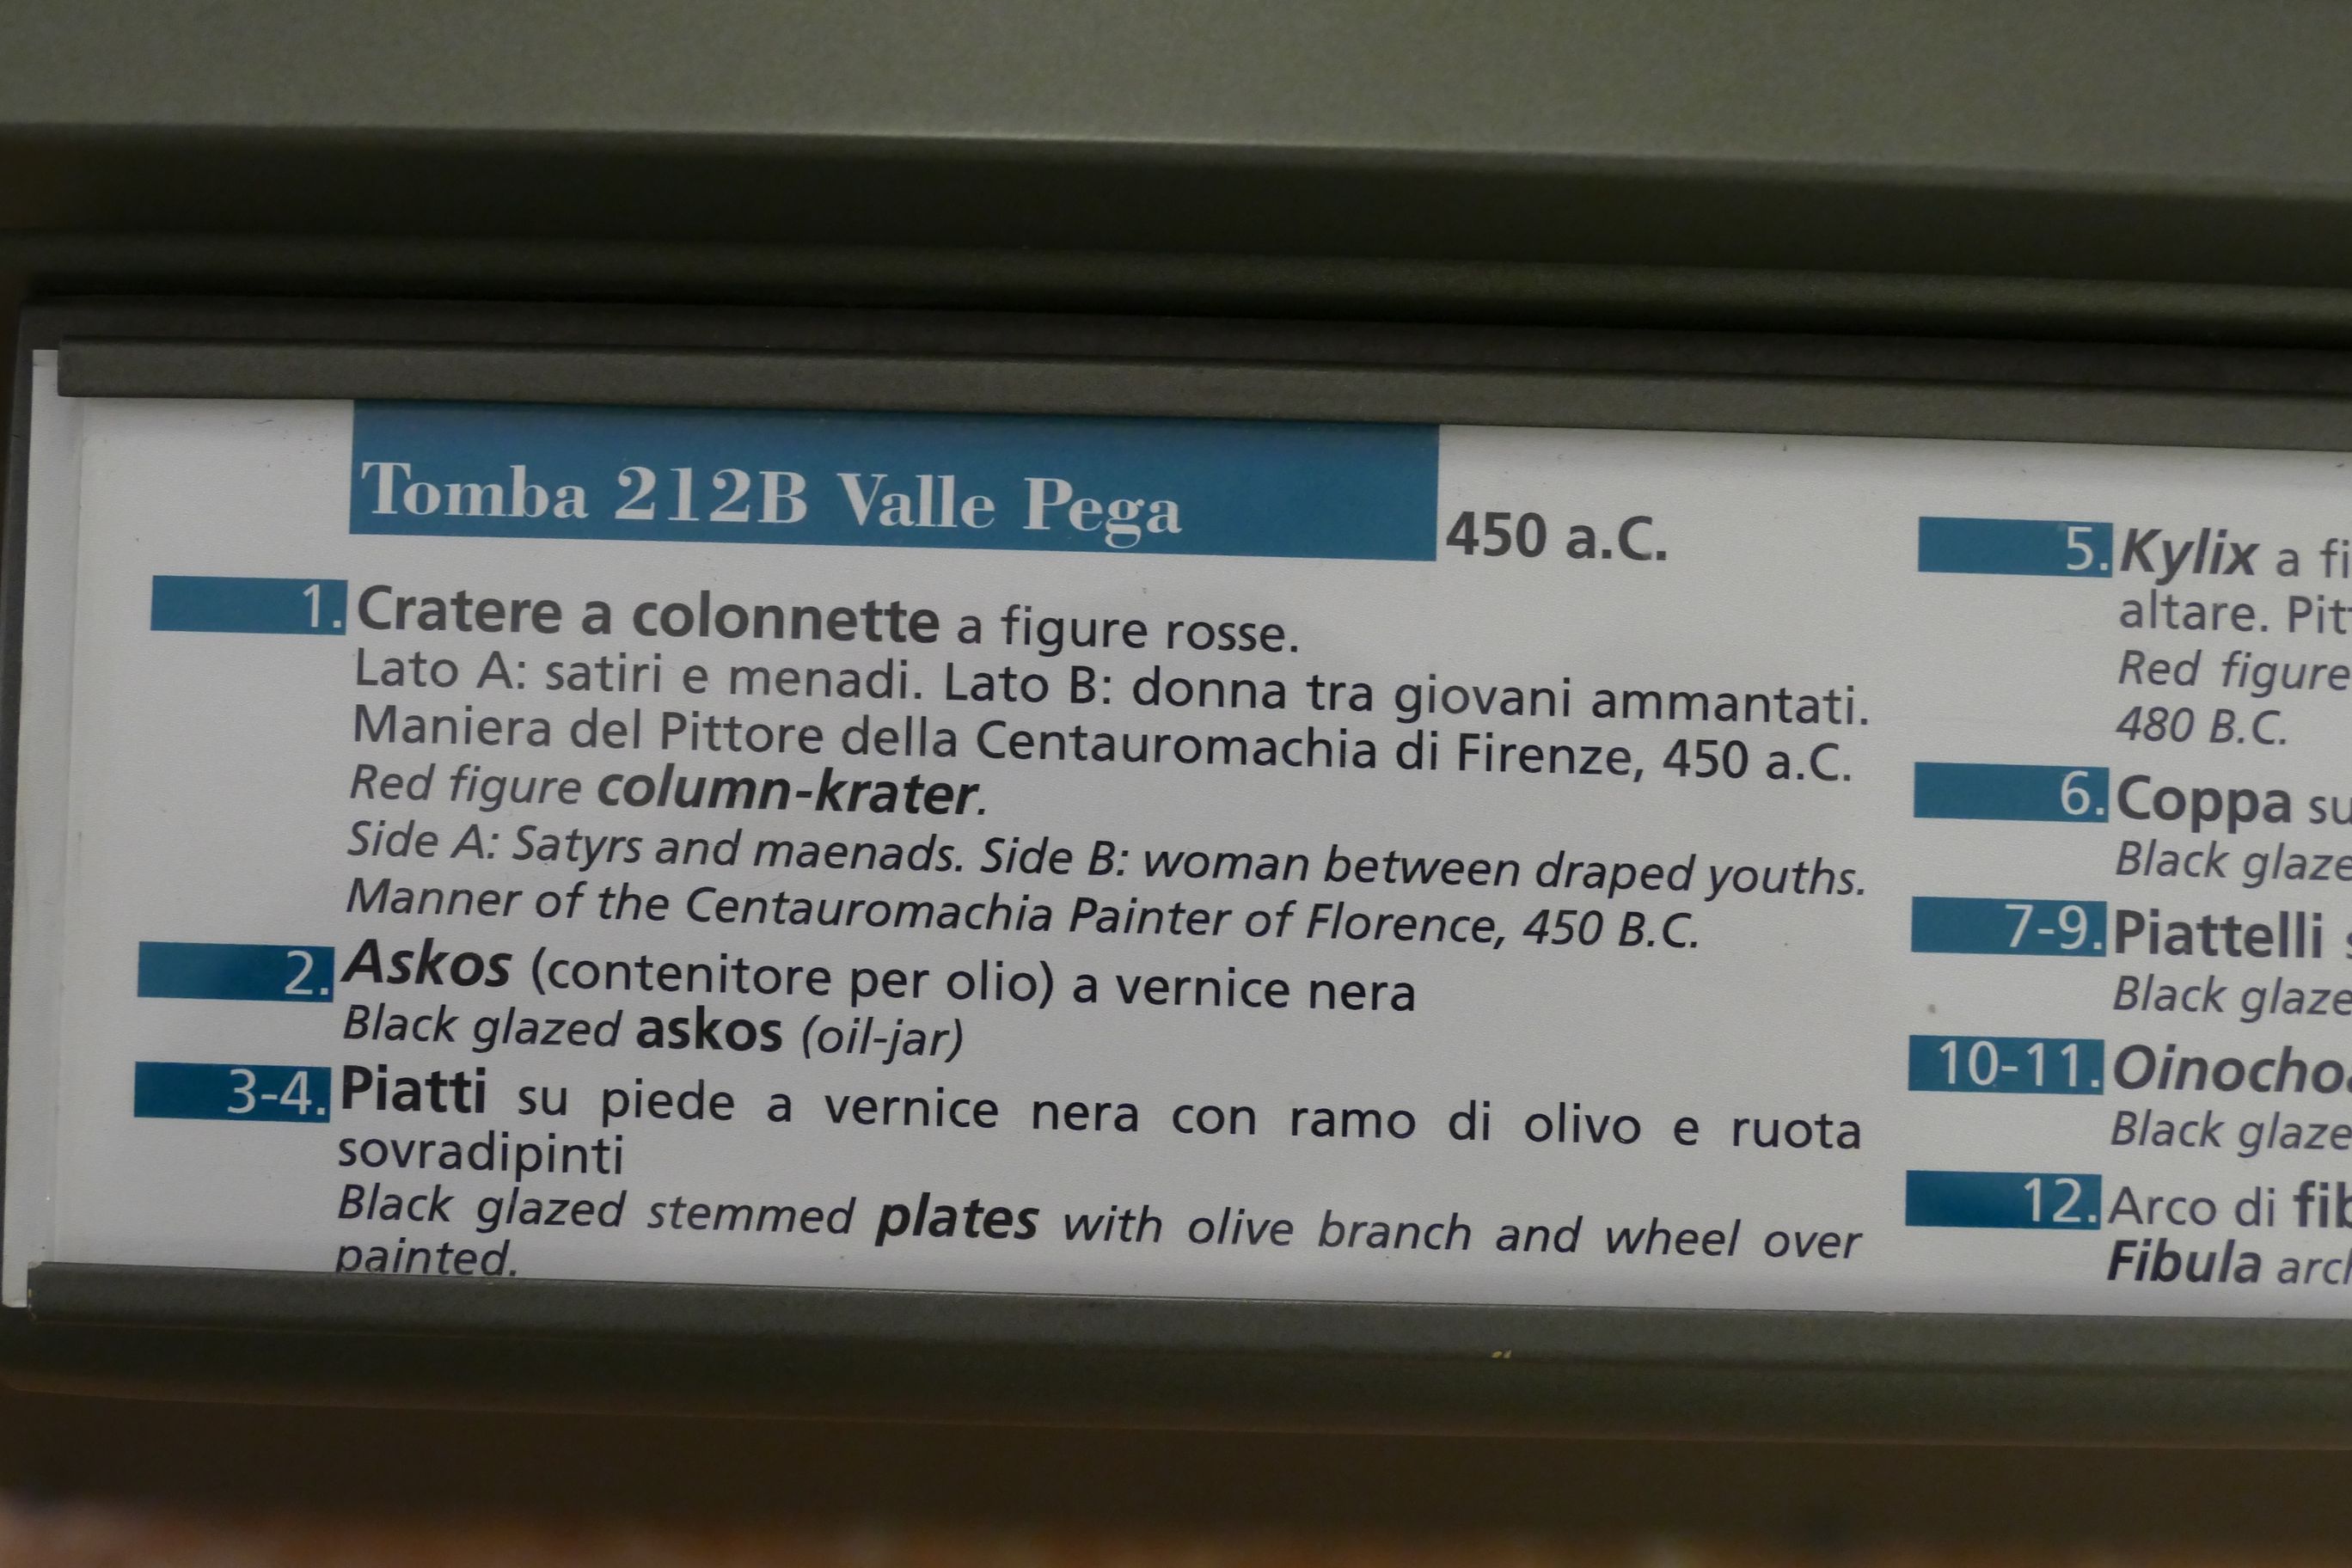 Tomba 212B Valle Pega 450 a.C.
1. Cratere a colonnette a figure rosse.
Lato A: satiri e menadi. Lato B: donna tra giovani ammantati.
Maniera del Pittore della Centauromachia di Firenze, 450 a.C.
Red figure column-krater.
Side A: Satyrs and maenads. Side B: woman between draped youths.
Manner of the Centauromachia Painter of Florence, 450 B.C.
2. Askos (contenitore per olio) a vernice nera
Black glazed askos (oil-jar)
3-4. Piatti su piede a vernice nera con ramo di olivo e ruota
sovradipinti
Black glazed stemmed plates with olive branch and wheel over
painted.
5. Kylix a
altare.
Red figure
480 B.C.
6. Coppa
Black
7-9. Piattelli
Black
10-11.
Black
12. Arco di
Fibula